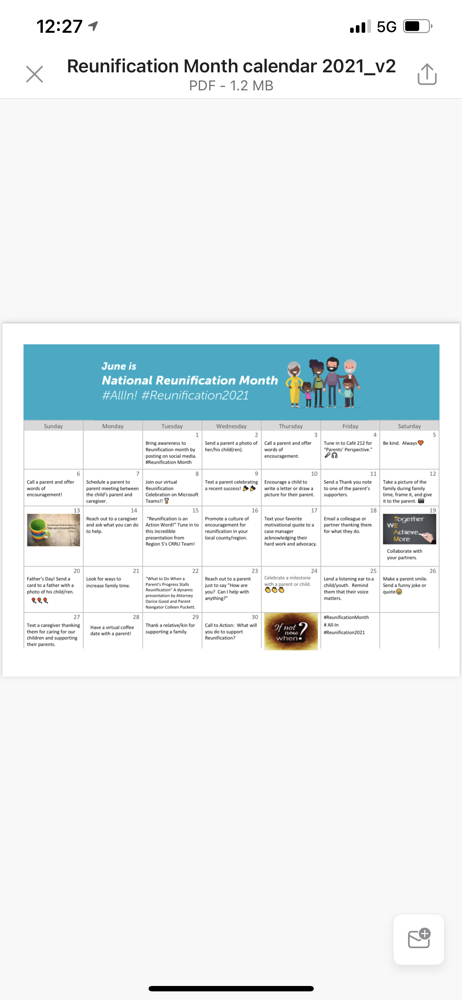 12:27
5G
Reunification Month calendar 2021_v2
PDF - 1.2 MB
June is
National Reunification Month
#AllIn! #Reunification2021
Sunday Monday Tuesday Wednesday Thursday Friday Saturday
1
Bring awareness to
Reunification month by
posting on social media.
#Reunification Month
2
Send a parent a photo of
her/his child(ren).
3
Call a parent and offer
words of
encouragement.
4
Tune in to Café 212 for
“Parents’ Perspective.”
🎤🎧
5
Be kind.  Always🧡
6
Call a parent and offer
words of
encouragement!
7
Schedule a parent to
parent meeting between
the child’s parent and
caregiver.
8
Join our virtual
Reunification
Celebration on Microsoft
Teams!! 🎖
9
Text a parent celebrating
a recent success! 🎉🎉
10
Encourage a child to
write a letter or draw a
picture for their parent.
11
Send a Thank you note
to one of the parent’s
supporters.
12
Take a picture of the
family during family
time, frame it, and give
it to the parent. 📷
13
You can't pour from an empty cup
Take care of yourself first.
14
Reach out to a caregiver
and ask what you can do
to help.
15
“Reunification is an
Action Word!” Tune in to
this incredible
presentation from
Region 5’s CRRU Team!
16
Promote a culture of
encouragement for
reunification in your
local county/region.
17
Text your favorite
motivational quote to a
case manager
acknowledging their
hard work and advocacy.
18
Email a colleague or
partner thanking them
for what they do.
19
Together
WE
Achieve
More
Collaborate with
your partners.
20
Father’s Day! Send a
card to a father with a
photo of his child/ren.
🎈🎈🎈
21
Look for ways to
increase family time.
22
“What to Do When a
Parent’s Progress Stalls
Reunification” A dynamic
presentation by Attorney
Darice Good and Parent
Navigator Colleen Puckett.
23
Reach out to a parent
just to say “How are
you?  Can I help with
anything?”
24
Celebrate a milestone
with a parent or child.
👏👏👏
25
Lend a listening ear to a
child/youth.  Remind
them that their voice
matters.
26
Make a parent smile.
Send a funny joke or
quote😁
27
Text a caregiver thanking
them for caring for our
children and supporting
their parents.
28
Have a virtual coffee
date with a parent!
29
Thank a relative/kin for
supporting a family.
30
Call to Action:  What will
you do to support
Reunification?
If not
now
when?
#ReunificationMonth
# All-In
#Reunification2021